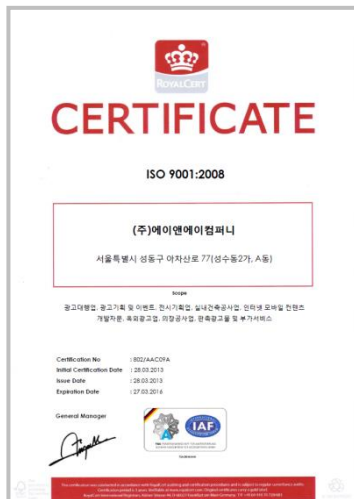 ROYALCERT
CERTIFICATE
ISO 9001:2008
(주)에이앤에이컴퍼니
서울특별시 성동구 아차산로 77(성수동2가, A동)
Scope
광고대행업, 광고기획 및 이벤트, 전시기획업, 실내건축공사업, 인터넷 모바일 컨텐츠
개발자문, 옥외광고업, 의장공사업, 판촉광고물 및 부가서비스
Certification No : 802/AAC0FA
Initial Certification Date : 28.03.2013
Issue Date : 28.03.2013
Expiration Date : 27.03.2016
General Manager
IAF